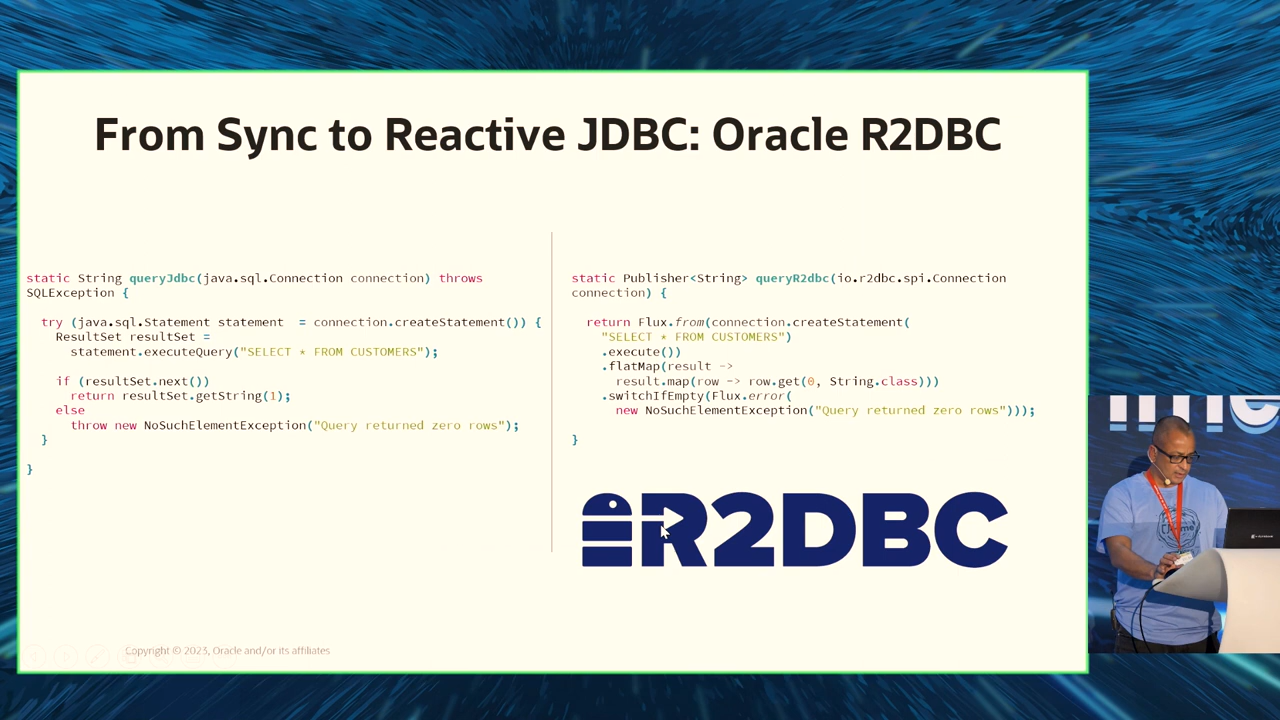 From Sync to Reactive JDBC: Oracle R2DBC
static String queryJdbc(java.sql.Connection connection) throws
SQLException {
try (java.sql.Statement statement  = connection.createStatement()) {
ResultSet resultSet =
statement.executeQuery("SELECT * FROM CUSTOMERS");
if (resultSet.next())
return resultSet.getString(1);
else
throw new NoSuchElementException("Query returned zero rows");
}
}
static Publisher<String> queryR2dbc(io.r2dbc.spi.Connection
connection) {
return Flux.from(connection.createStatement(
"SELECT * FROM CUSTOMERS")
.execute())
.flatMap(result ->
result.map(row -> row.get(0, String.class)))
.switchIfEmpty(Flux.error(
new NoSuchElementException("Query returned zero rows")));
}
R2DBC
Copyright © 2023, Oracle and/or its affiliates